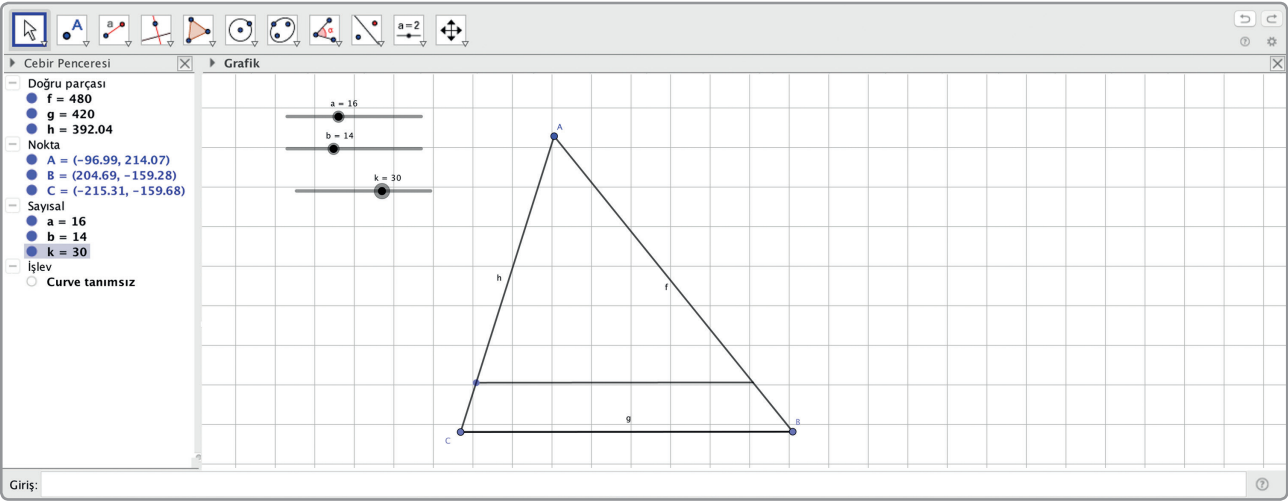 A
a
α
a=2
Cebir Penceresi
Grafik
Doğru parçası
f = 480
g = 420
h = 392.04
Nokta
A = (-96.99, 214.07)
B = (204.69, -159.28)
C = (-215.31, -159.68)
Sayısal
a = 16
b = 14
k = 30
İşlev
Curve tanımsız
a = 16
b = 14
k = 30
A
h
f
g
B
C
Giriş: